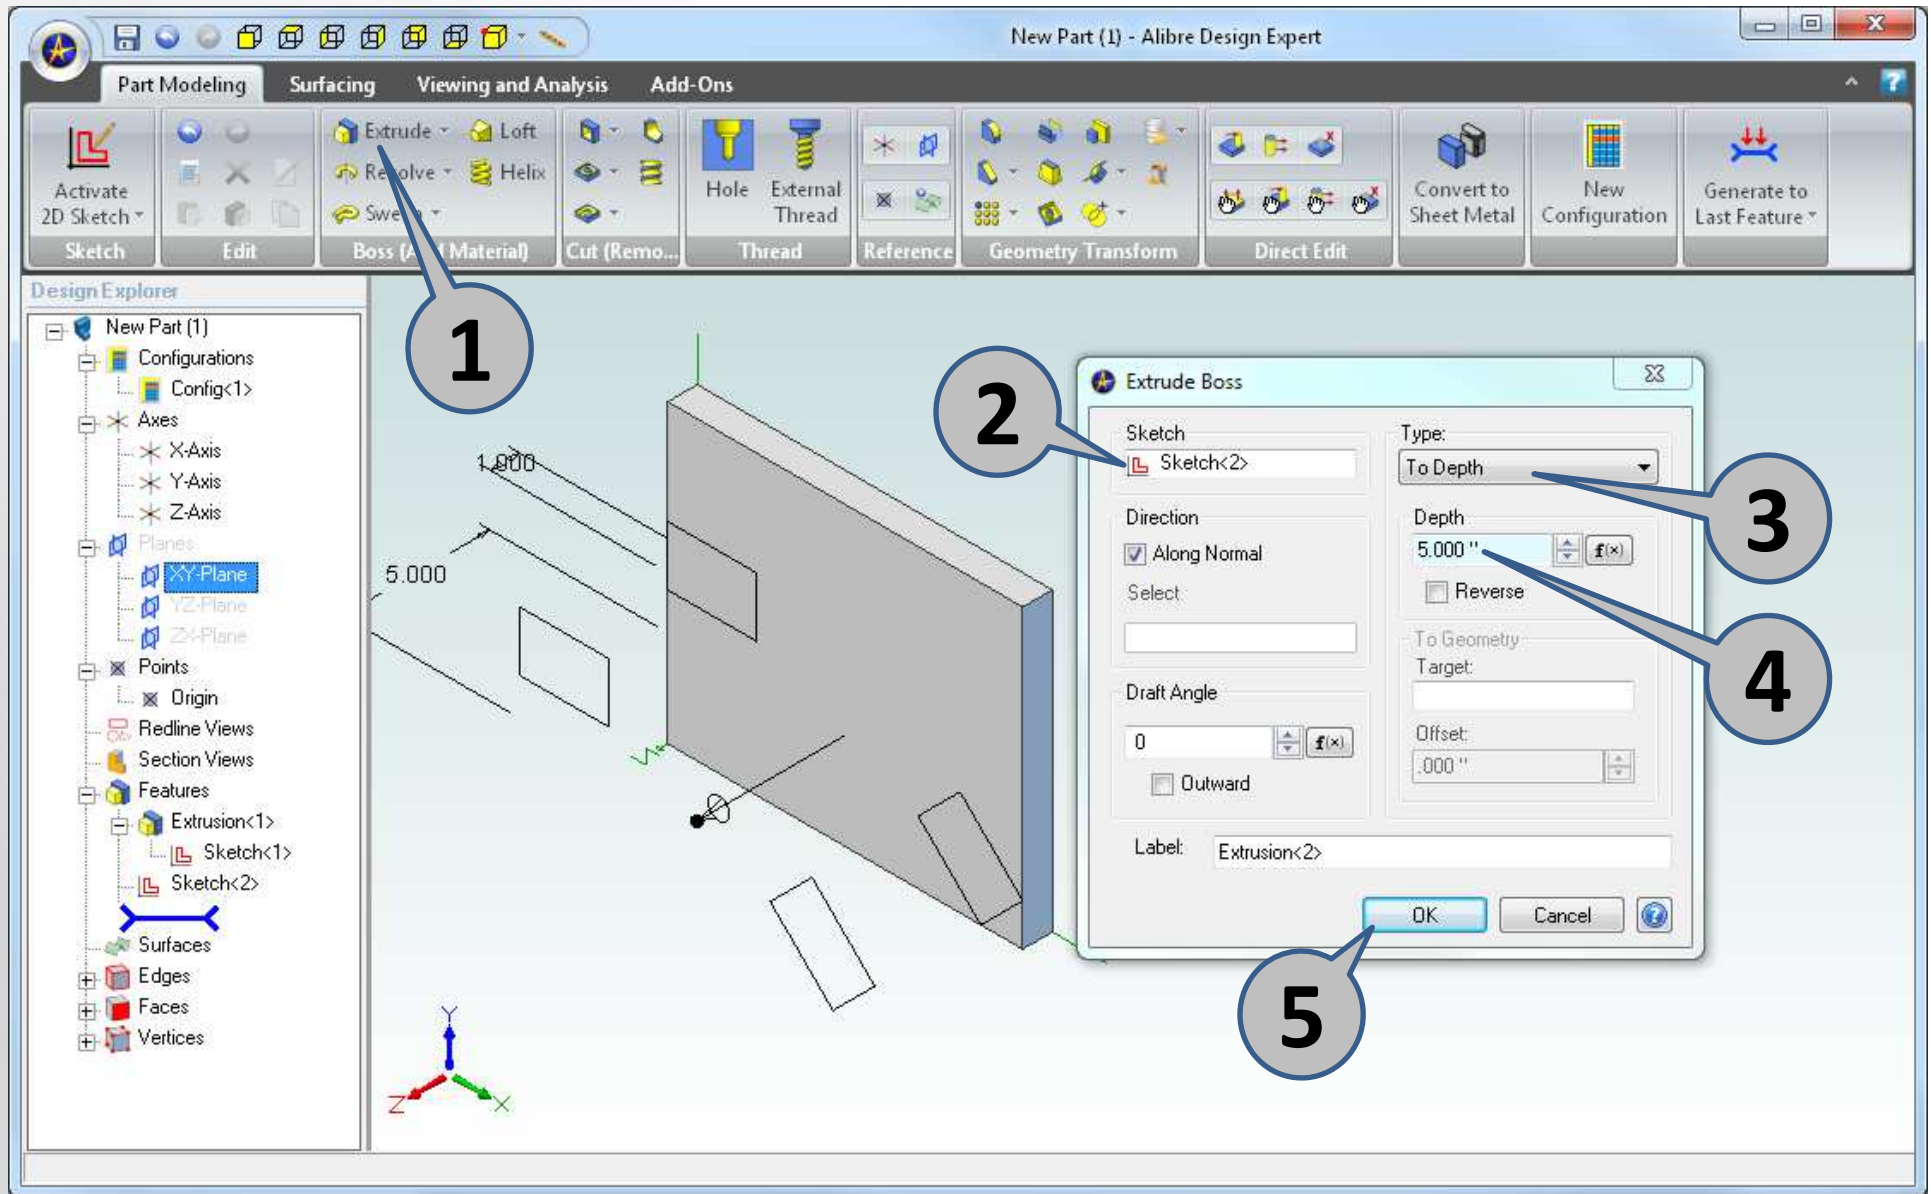 New Part (1) - Alibre Design Expert
Part Modeling Surfacing Viewing and Analysis Add-Ons
Activate
2D Sketch
Sketch
Edit
Extrude Loft
Revolve Helix
Boss (Add Material)
Cut (Remo...
Hole
External
Thread
Thread
Reference
Geometry Transform
Direct Edit
Convert to
Sheet Metal
New
Configuration
Generate to
Last Feature
Design Explorer
New Part (1)
Configurations
Config<1>
Axes
X-Axis
Y-Axis
Z-Axis
Planes
XY-Plane
YZ-Plane
ZX-Plane
Points
Origin
Redline Views
Section Views
Features
Extrusion<1>
Sketch<1>
Sketch<2>
Surfaces
Edges
Faces
Vertices
1
1.000
5.000
Y
Z
X
2
Extrude Boss
Sketch
Sketch<2>
Direction
Along Normal
Select
Draft Angle
0
f(x)
Outward
Type:
To Depth
3
Depth
5.000 "
f(x)
Reverse
4
To Geometry
Target:
Offset:
.000 "
Label: Extrusion<2>
OK Cancel
5